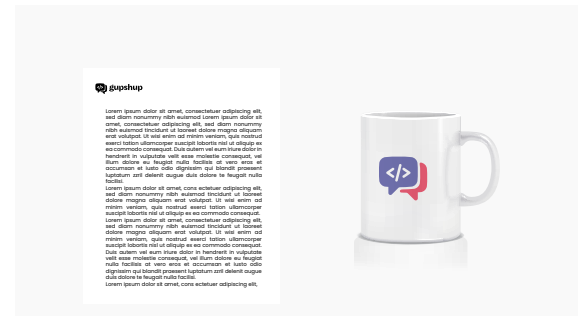 gupshup
Lorem ipsum dolor sit amet, consectetuer adipiscing elit,
sed diam nonummy nibh euismod Lorem ipsum dolor sit
amet, consectetuer adipiscing elit, sed diam nonummy
nibh euismod tincidunt ut laoreet dolore magna aliquam
erat volutpat. Ut wisi enim ad minim veniam, quis nostrud
exerci tation ullamcorper suscipit lobortis nisl ut aliquip ex
ea commodo consequat. Duis autem vel eum iriure dolor in
hendrerit in vulputate velit esse molestie consequat, vel
illum dolore eu feugiat nulla facilisis at vero eros et
accumsan et iusto odio dignissim qui blandit praesent
luptatum zzril delenit augue duis dolore te feugait nulla
facilisi.
Lorem ipsum dolor sit amet, cons ectetuer adipiscing elit,
sed diam nonummy nibh euismod tincidunt ut laoreet
dolore magna aliquam erat volutpat. Ut wisi enim ad
minim veniam, quis nostrud exerci tation ullamcorper
suscipit lobortis nisl ut aliquip ex ea commodo consequat.
Lorem ipsum dolor sit amet, consectetuer adipiscing elit,
sed diam nonummy nibh euismod tincidunt ut laoreet
dolore magna aliquam erat volutpat. Ut wisi enim ad
minim veniam, quis nostrud exerci tation ullamcorper
suscipit lobortis nisl ut aliquip ex ea commodo consequat.
Duis autem vel eum iriure dolor in hendrerit in vulputate
velit esse molestie consequat, vel illum dolore eu feugiat
nulla facilisis at vero eros et accumsan et iusto odio
dignissim qui blandit praesent luptatum zzril delenit augue
duis dolore te feugait nulla facilisi.
Lorem ipsum dolor sit amet, cons ectetuer adipiscing elit,